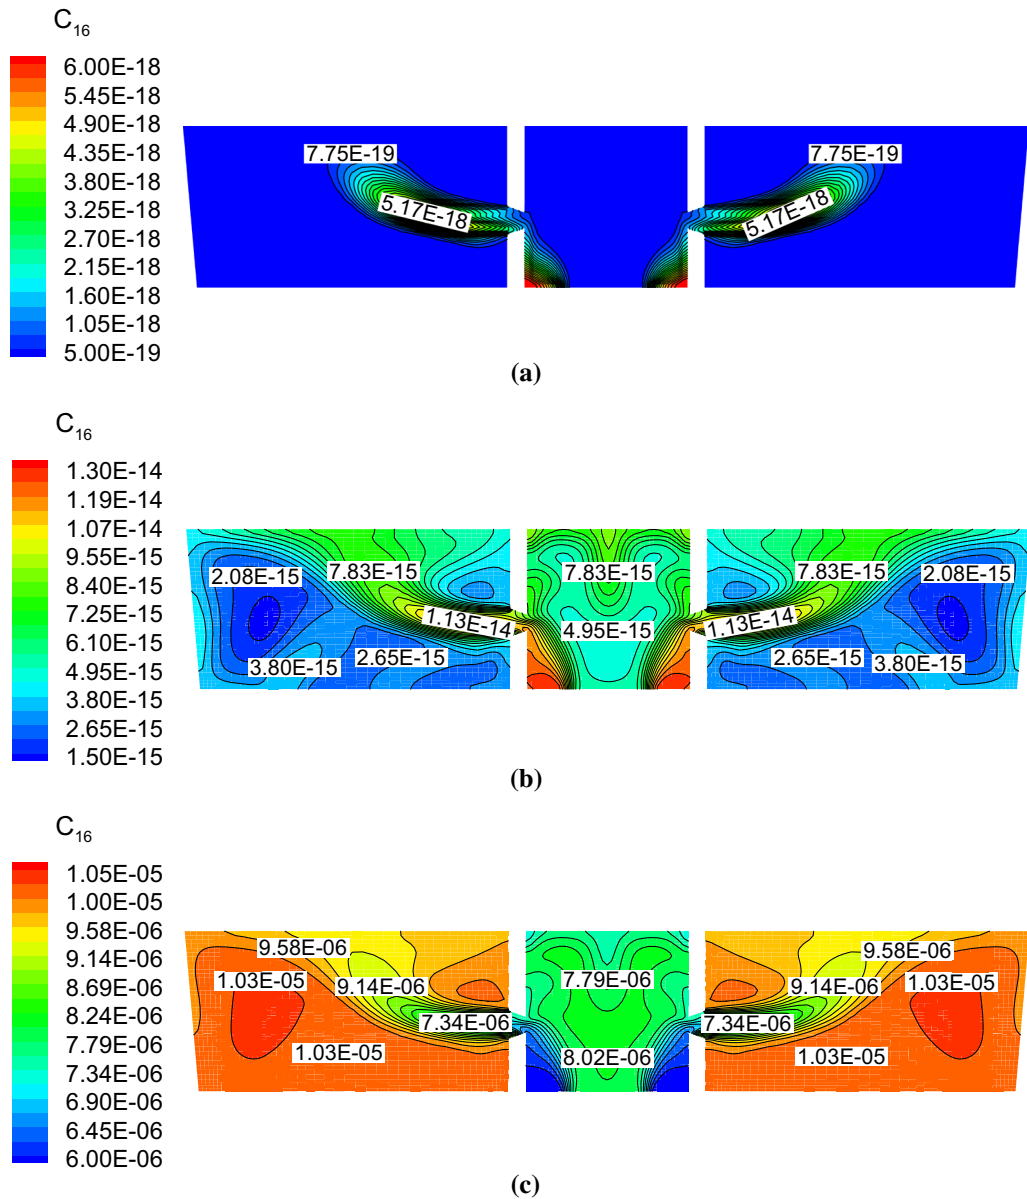 C16
6.00E-18
5.45E-18
4.90E-18
4.35E-18
3.80E-18
3.25E-18
2.70E-18
2.15E-18
1.60E-18
1.05E-18
5.00E-19
7.75E-19
7.75E-19
5.17E-18
5.17E-18
(a)
C16
1.30E-14
1.19E-14
1.07E-14
9.55E-15
8.40E-15
7.25E-15
6.10E-15
4.95E-15
3.80E-15
2.65E-15
1.50E-15
2.08E-15
7.83E-15
7.83E-15
7.83E-15
2.08E-15
1.13E-14
4.95E-15
1.13E-14
3.80E-15
2.65E-15
2.65E-15
3.80E-15
(b)
C16
1.05E-05
1.00E-05
9.58E-06
9.14E-06
8.69E-06
8.24E-06
7.79E-06
7.34E-06
6.90E-06
6.45E-06
6.00E-06
9.58E-06
9.58E-06
1.03E-05
9.14E-06
7.79E-06
9.14E-06
1.03E-05
7.34E-06
7.34E-06
1.03E-05
8.02E-06
1.03E-05
(c)